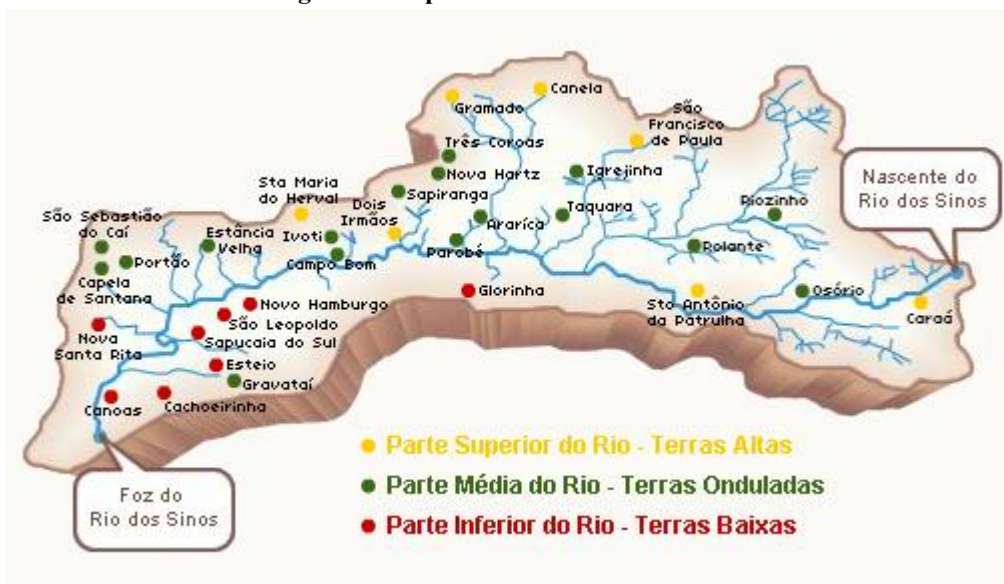 Canela
Gramado
São
Francisco
de Paula
Três Coroas
Nova Hartz
Igrejinha
Nascente do
Rio dos Sinos
Sta Maria
do Herval
Dois
Irmãos
Sapiranga
Taquara
Riozinho
São Sebastião
do Caí
Estância
Velha
Ivoti
Araríca
Portão
Campo Bom
Parobé
Rolante
Capela
de Santana
Novo Hamburgo
Glorinha
Sto Antônio
da Patrulha
Osório
Caraá
São Leopoldo
Sapucaia do Sul
Nova
Santa Rita
Esteio
Gravataí
Canoas
Cachoeirinha
Parte Superior do Rio - Terras Altas
Parte Média do Rio - Terras Onduladas
Parte Inferior do Rio - Terras Baixas
Foz do
Rio dos Sinos